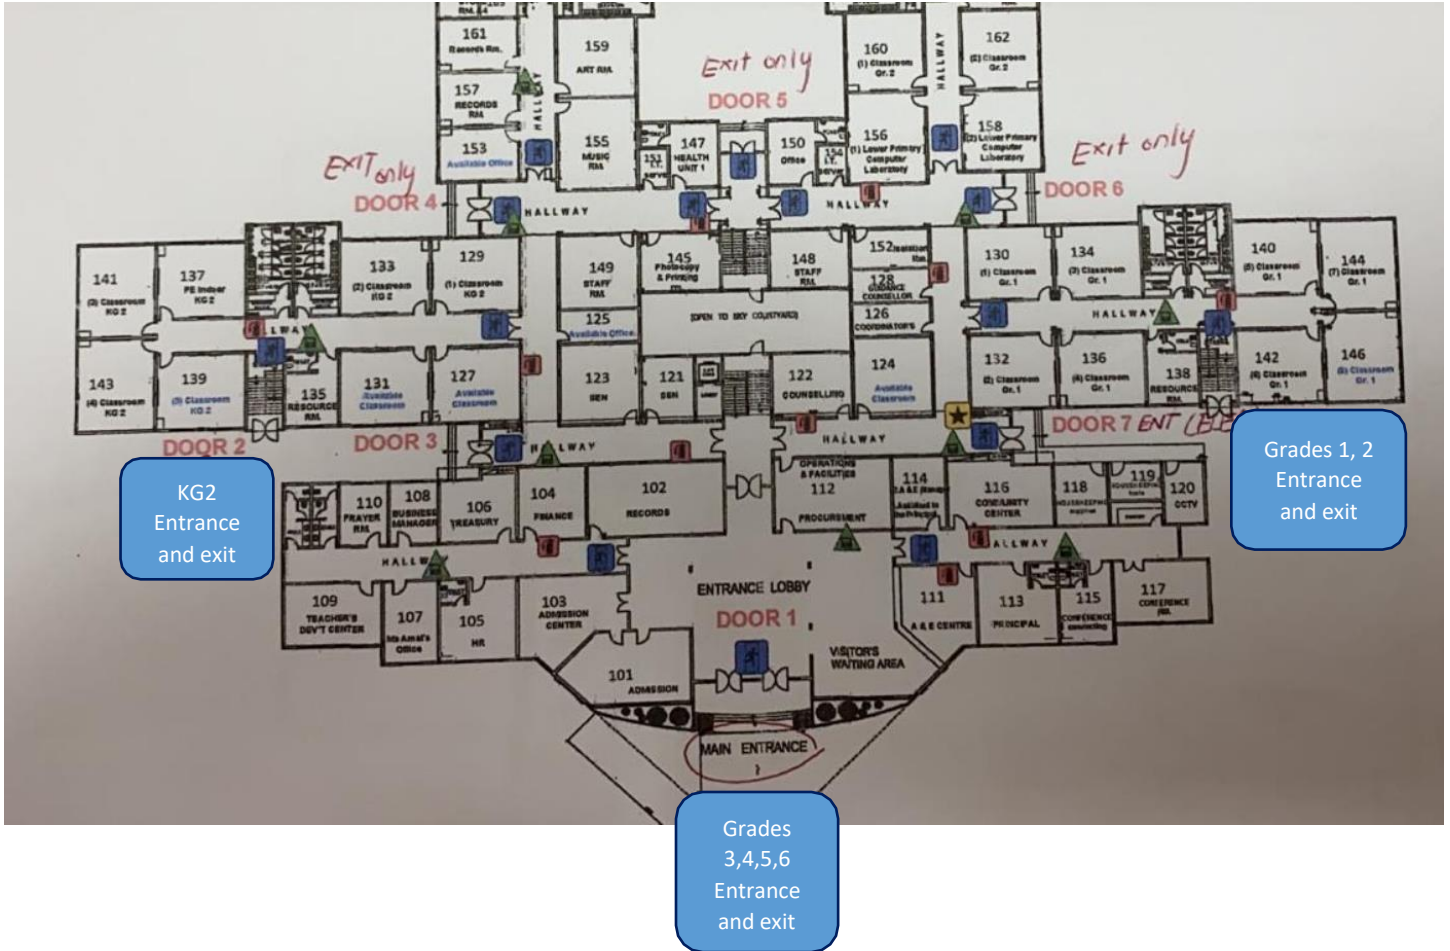 161
Records Rm.
159
ART RM.
Exit only
DOOR 5
160
(1) Classroom
Gr. 2
162
(2) Classroom
Gr. 2
HALLWAY
HALLWAY
157
RECORDS
RM.
153
Available Office
155
MUSIC
RM.
147
HEALTH
UNIT 1
151
I.T.
150
Office
154
I.T.
156
(1) Lower Primary
Computer
Laboratory
158
(2) Lower Primary
Computer
Laboratory
EXIT only
DOOR 4
Exit only
DOOR 6
HALLWAY
HALLWAY
141
(3) Classroom
KG 2
137
PE Indoor
KG 2
133
(2) Classroom
KG 2
129
(1) Classroom
KG 2
149
STAFF
RM.
145
Photocopy
& Printing
148
STAFF
RM.
152 Isolation
Rm.
128
GUIDANCE
COUNSELLOR
130
(1) Classroom
Gr. 1
134
(3) Classroom
Gr. 1
140
(5) Classroom
Gr. 1
144
(7) Classroom
Gr. 1
125
Available Office
(OPEN TO SKY COURTYARD)
126
COORDINATOR'S
HALLWAY
143
(4) Classroom
KG 2
139
KG 2
135
RESOURCE
RM.
131
Available
Classroom
127
Available
Classroom
123
SEN
121
SEN
122
COUNSELLING
124
Available
Classroom
132
(2) Classroom
Gr. 1
136
(4) Classroom
Gr. 1
138
RESOURCE
RM.
142
(6) Classroom
Gr. 1
146
Classroom
Gr. 1
DOOR 2
DOOR 3
HALLWAY
HALLWAY
DOOR 7 ENT
KG2
Entrance
and exit
Grades 1, 2
Entrance
and exit
110
PRAYER
RM.
108
BUSINESS
MANAGER
106
TREASURY
104
FINANCE
102
RECORDS
OPERATIONS
& FACILITIES
112
PROCUREMENT
114
116
COMMUNITY
CENTER
118
119
120
CCTV
HALLW
ALLWAY
109
TEACHER'S
DEV'T CENTER
107
Office
105
HR
103
ADMISSION
CENTER
ENTRANCE LOBBY
DOOR 1
111
A & E CENTRE
113
PRINCIPAL
115
CONFERENCE
117
CONFERENCE
RM.
101
ADMISSION
VISITOR'S
WAITING AREA
MAIN ENTRANCE
Grades
3,4,5,6
Entrance
and exit